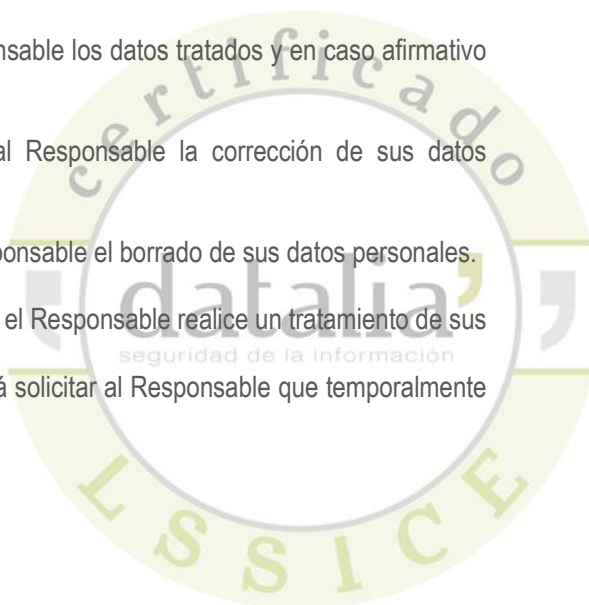 nsable los datos tratados y en caso afirmativo
certificado
al Responsable la corrección de sus datos
ponsable el borrado de sus datos personales.
datalia
el Responsable realice un tratamiento de sus
seguridad de la información
á solicitar al Responsable que temporalmente
LSSICE